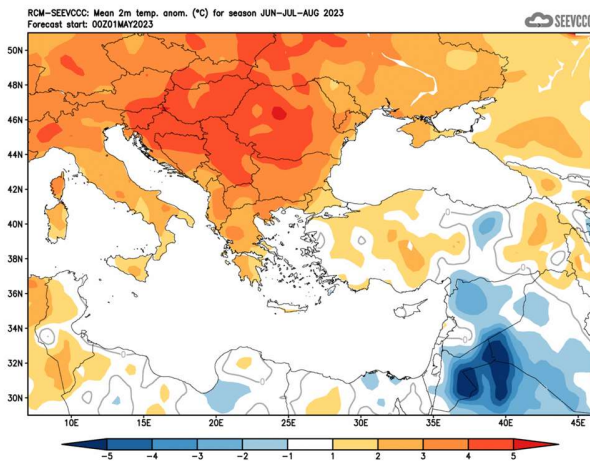 RCM-SEEVCCC: Mean 2m temp. anom. (°C) for season JUN-JUL-AUG 2023
Forecast start: 00Z01MAY2023
SEEVCCC
50N
48N
46N
44N
42N
40N
38N
36N
34N
32N
30N
10E 15E 20E 25E 30E 35E 40E 45E
-5 -4 -3 -2 -1 1 2 3 4 5